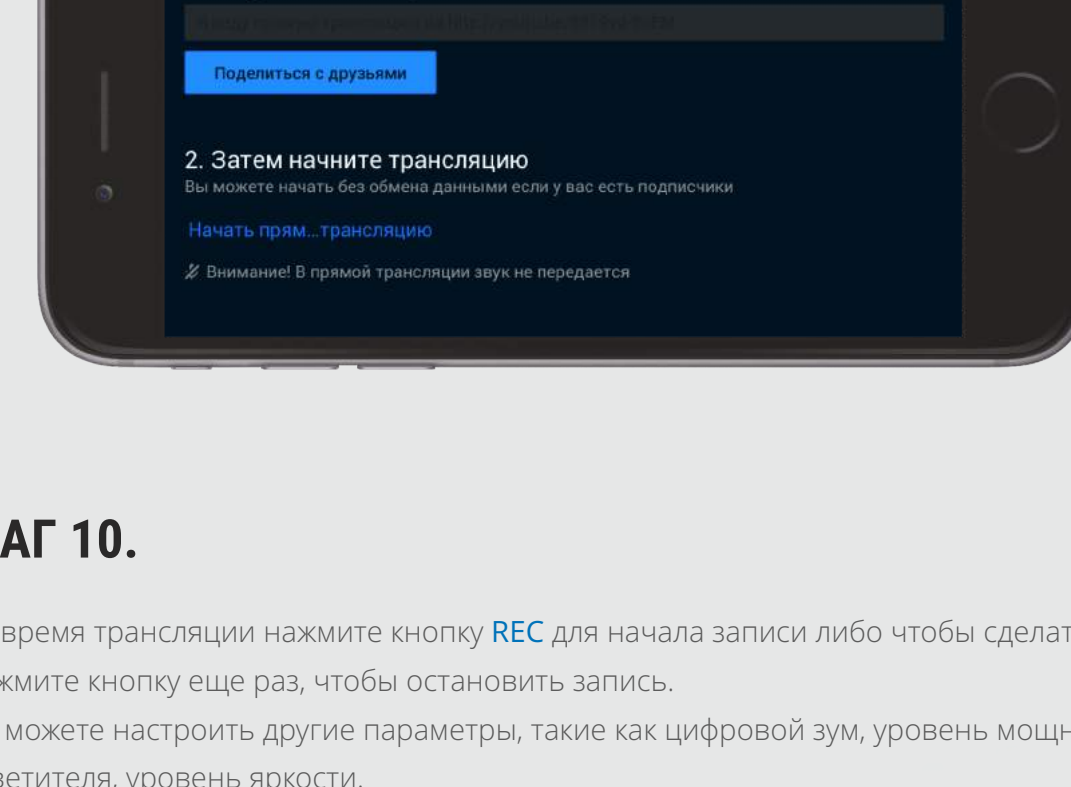 Поделиться с друзьями
2. Затем начните трансляцию
Вы можете начать без обмена данными если у вас есть подписчики
Начать прям...трансляцию
Внимание! В прямой трансляции звук не передается
АГ 10.
время трансляции нажмите кнопку REC для начала записи либо чтобы сделат
жмите кнопку еще раз, чтобы остановить запись.
можете настроить другие параметры, такие как цифровой зум, уровень мощн
ветителя, уровень яркости.